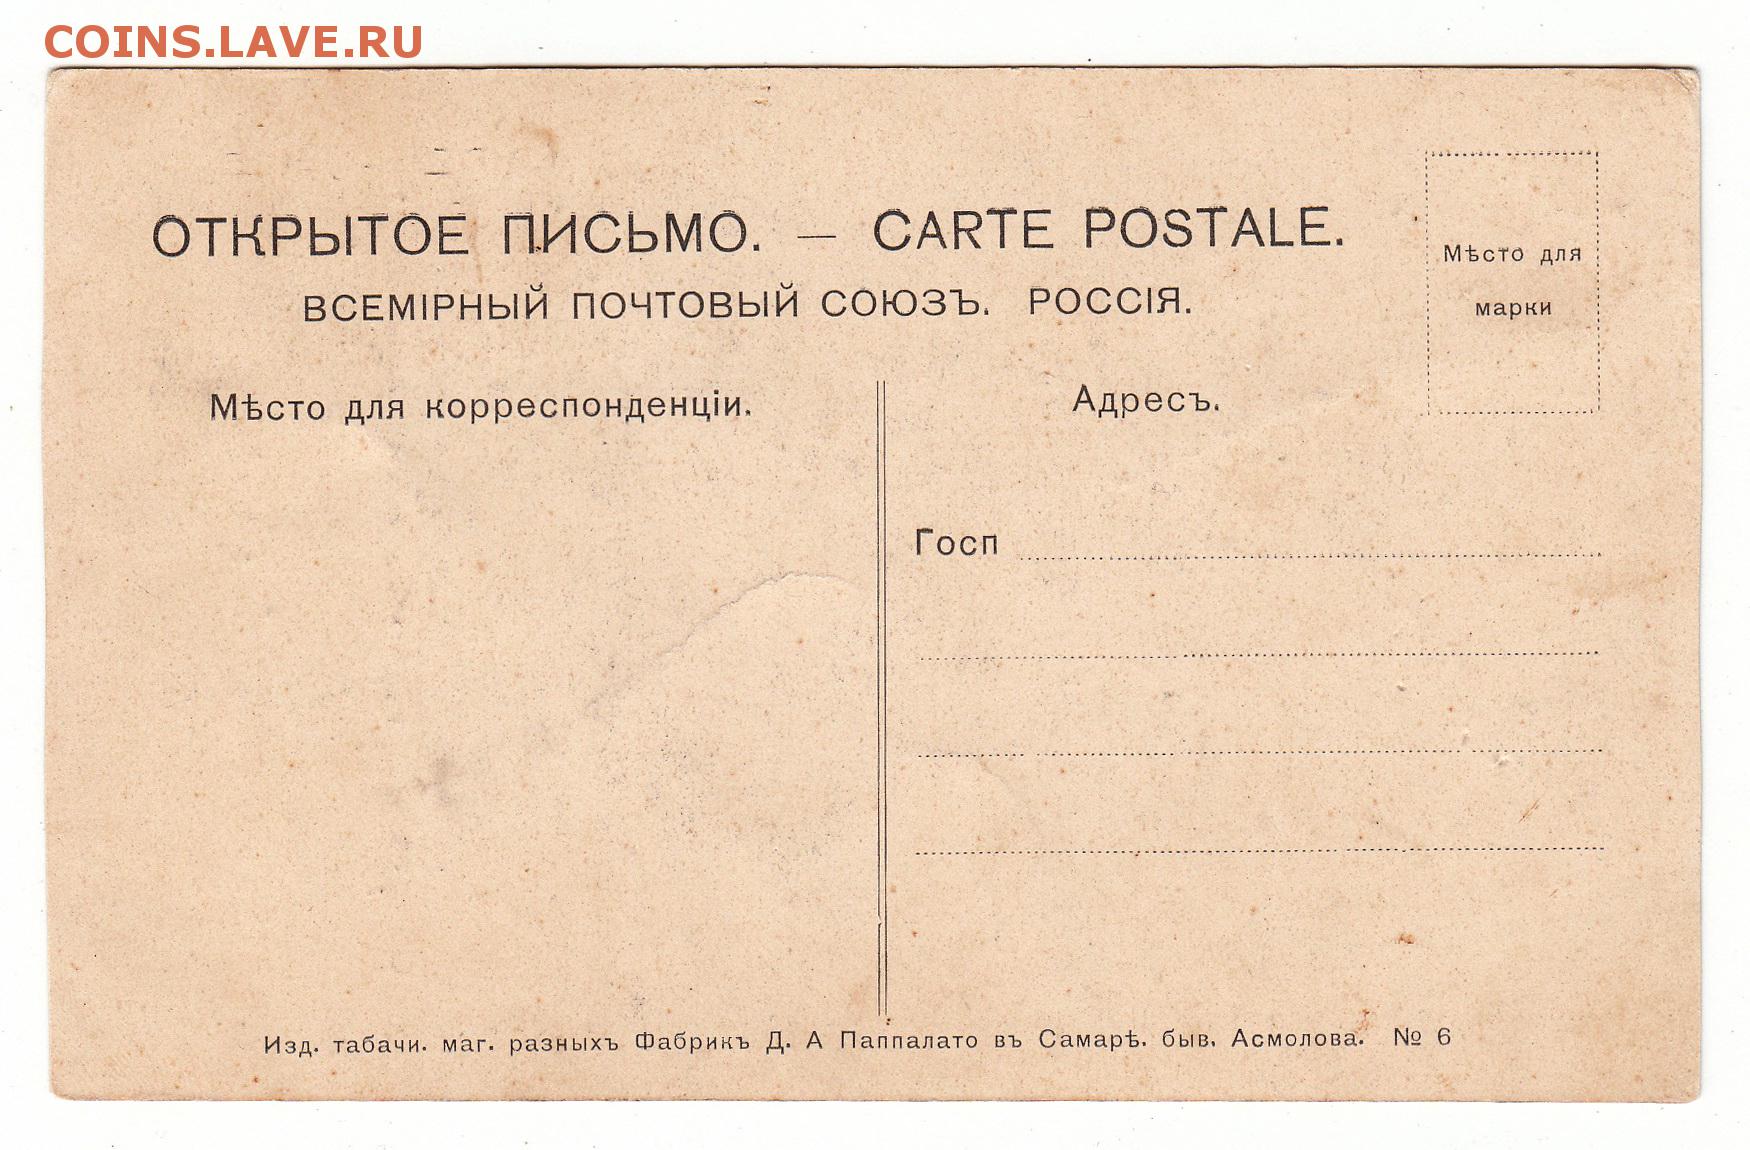 COINS.LAVE.RU
ОТКРЫТОЕ ПИСЬМО. — CARTE POSTALE.
ВСЕМІРНЫЙ ПОЧТОВЫЙ СОЮЗЪ. РОССІЯ.
Мѣсто для
марки
Мѣсто для корреспонденціи.
Адресъ.
Госп
Изд. табачи. маг. разныхъ Фабрикъ Д. А Паппалато въ Самарѣ. быв. Асмолова. № 6